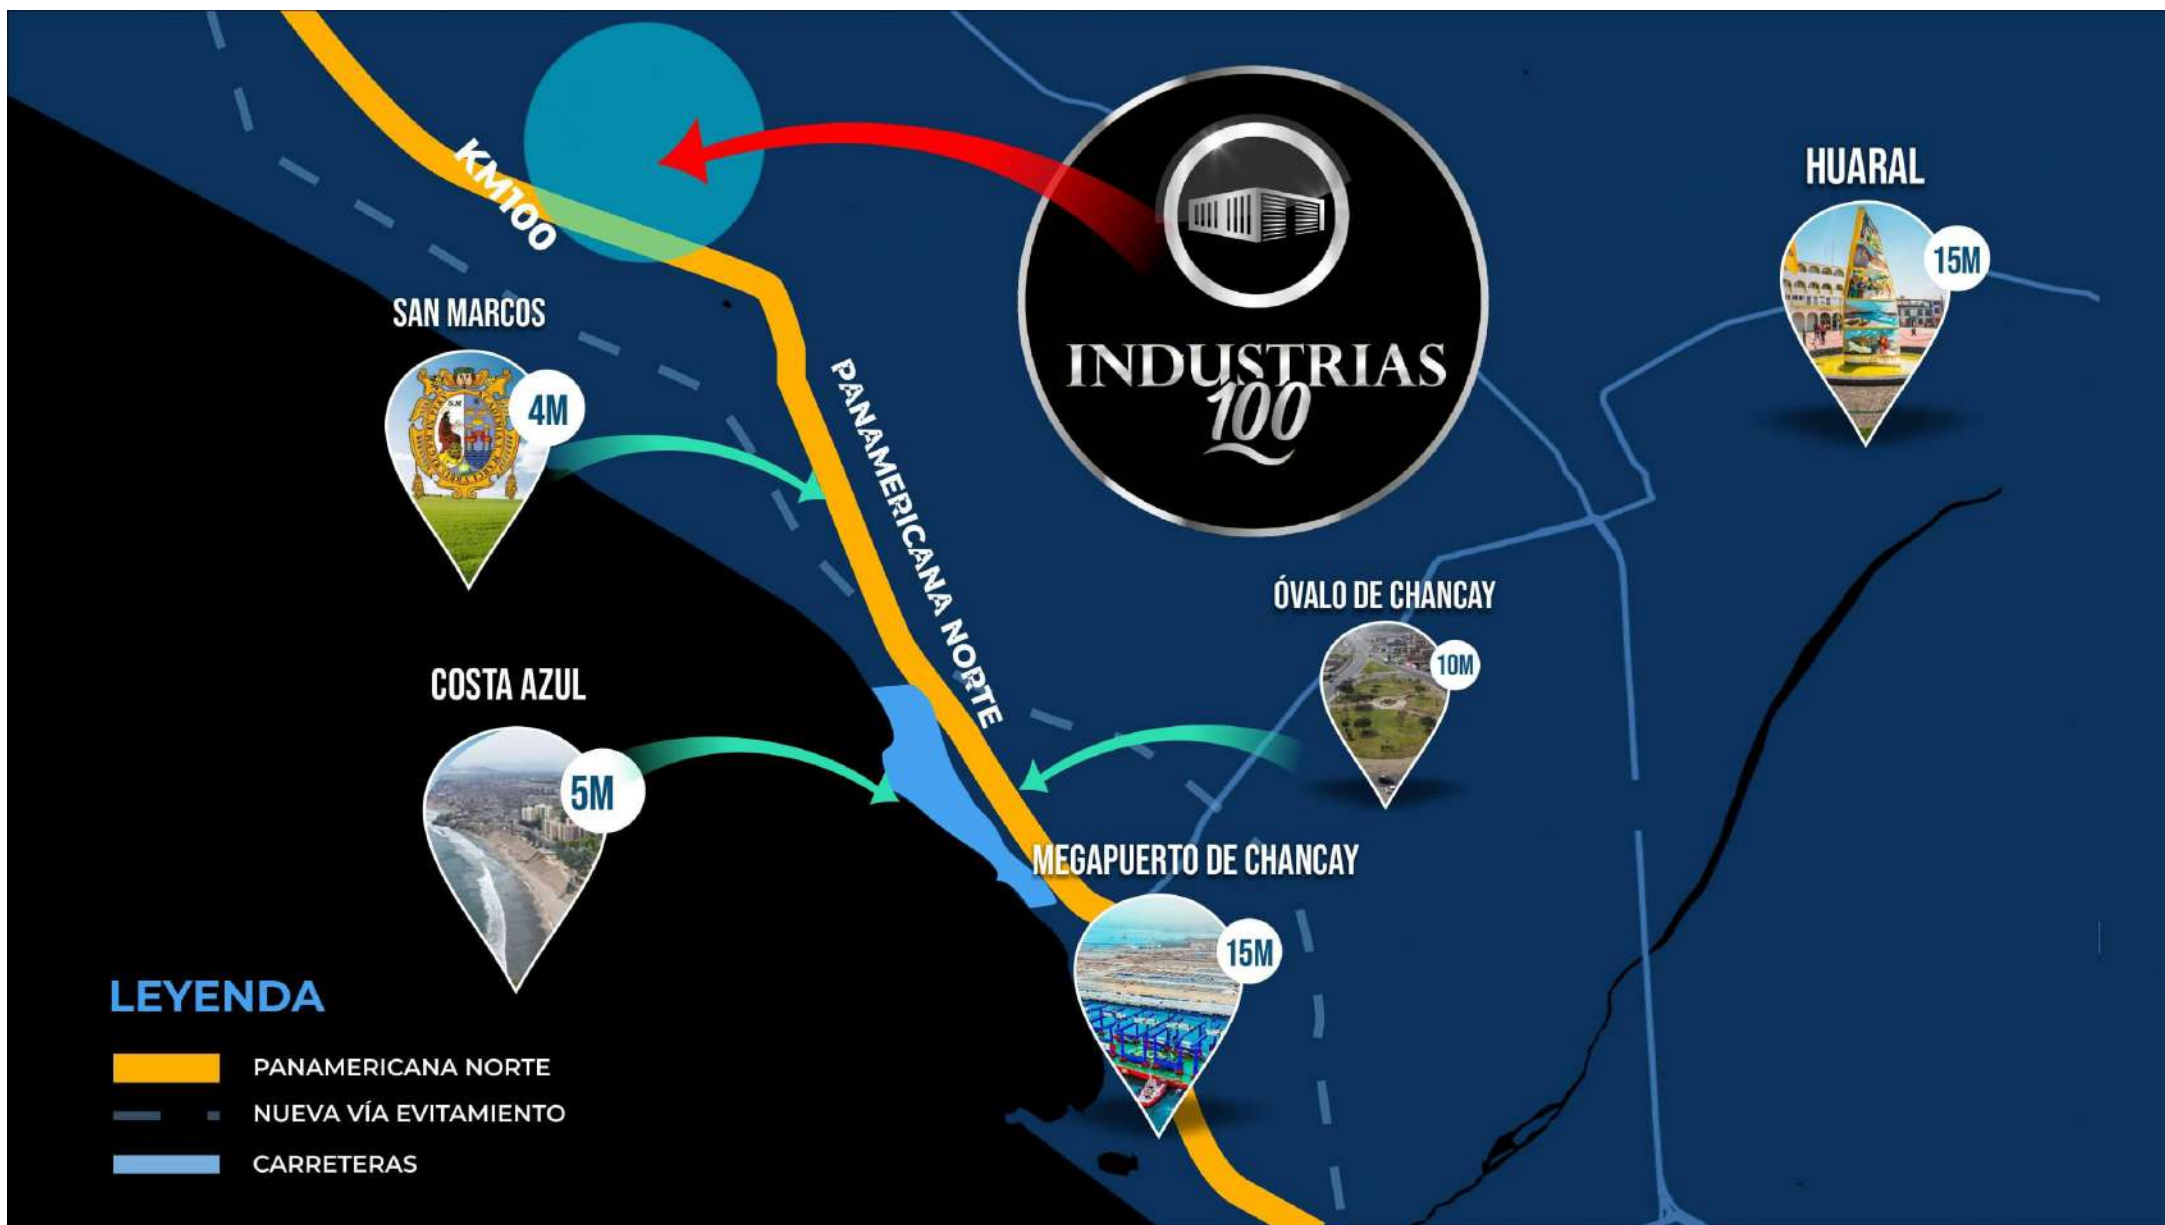 KM100
HUARAL
15M
SAN MARCOS
4M
PANAMERICANA NORTE
INDUSTRIAS
100
ÓVALO DE CHANCAY
10M
COSTA AZUL
5M
MEGAPUERTO DE CHANCAY
15M
LEYENDA
PANAMERICANA NORTE
NUEVA VÍA EVITAMIENTO
CARRETERAS